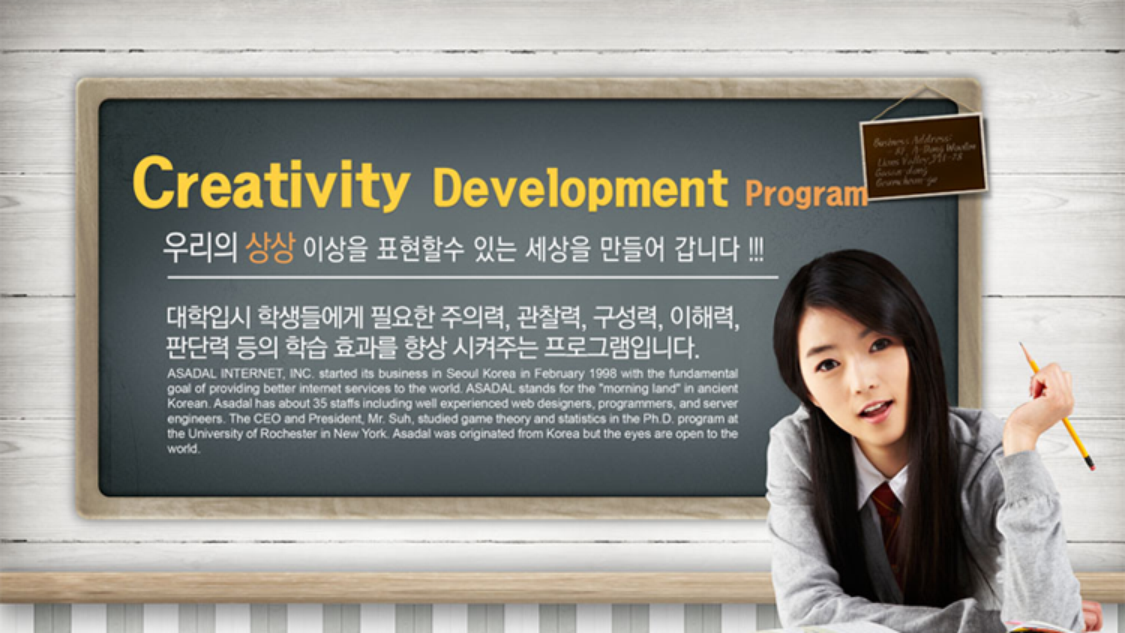 Creativity Development Program
우리의 상상 이상을 표현할수 있는 세상을 만들어 갑니다 !!!
대학입시 학생들에게 필요한 주의력, 관찰력, 구성력, 이해력,
판단력 등의 학습 효과를 향상 시켜주는 프로그램입니다.
ASADAL INTERNET, INC. started its business in Seoul Korea in February 1998 with the fundamental
goal of providing better internet services to the world. ASADAL stands for the "morning land" in ancient
Korean. Asadal has about 35 staffs including well experienced web designers, programmers, and server
engineers. The CEO and President, Mr. Suh, studied game theory and statistics in the Ph.D. program at
the University of Rochester in New York. Asadal was originated from Korea but the eyes are open to the
world.
Business Address: